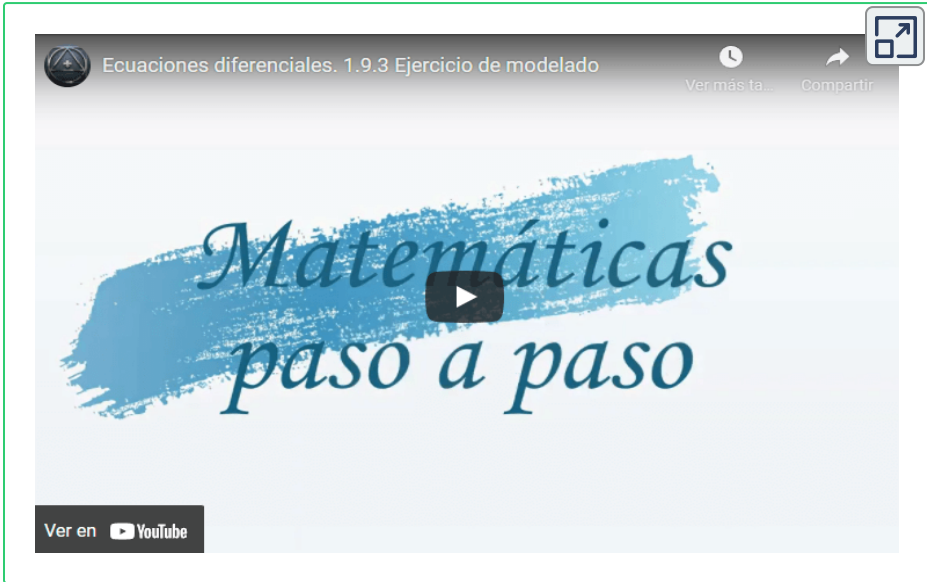 Ecuaciones diferenciales. 1.9.3 Ejercicio de modelado
Ver más ta...
Compartir
Matemáticas
paso a paso
Ver en YouTube